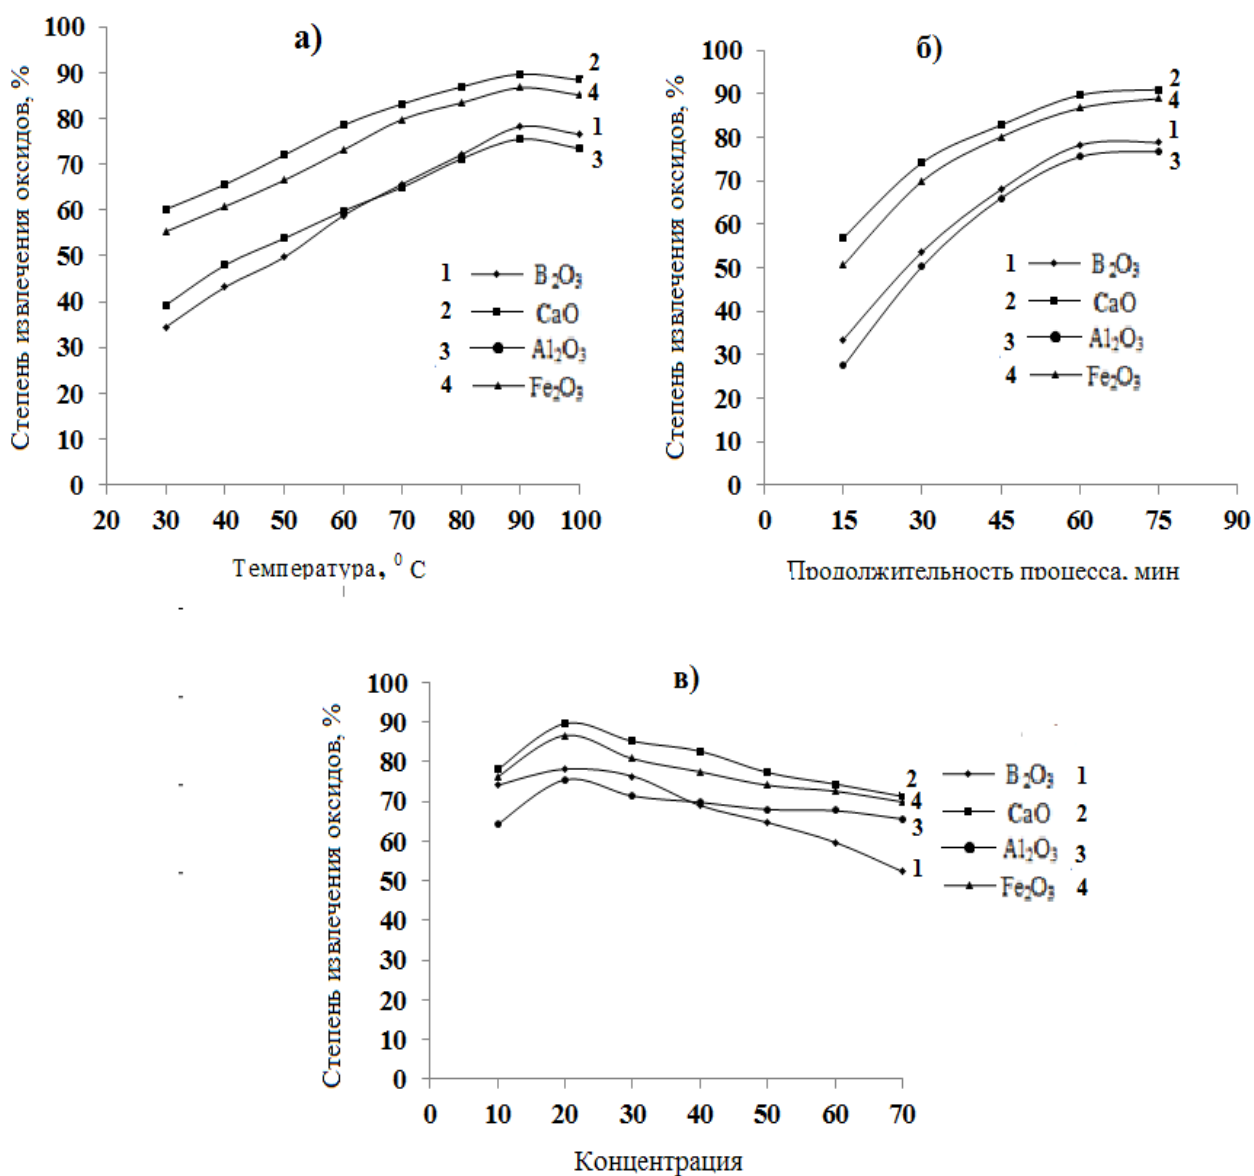 а)
Степень извлечения оксидов, %
100
90
80
70
60
50
40
30
20
10
0
20 30 40 50 60 70 80 90 100
Температура, ⁰ С
2
4
1
3
1 B₂O₃
2 CaO
3 Al₂O₃
4 Fe₂O₃
б)
Степень извлечения оксидов, %
100
90
80
70
60
50
40
30
20
10
0
0 15 30 45 60 75 90
Продолжительность процесса, мин
2
4
1
3
1 B₂O₃
2 CaO
3 Al₂O₃
4 Fe₂O₃
в)
Степень извлечения оксидов, %
100
90
80
70
60
50
40
30
20
10
0
0 10 20 30 40 50 60 70
Концентрация
2
4
3
1
B₂O₃ 1
CaO 2
Al₂O₃ 3
Fe₂O₃ 4